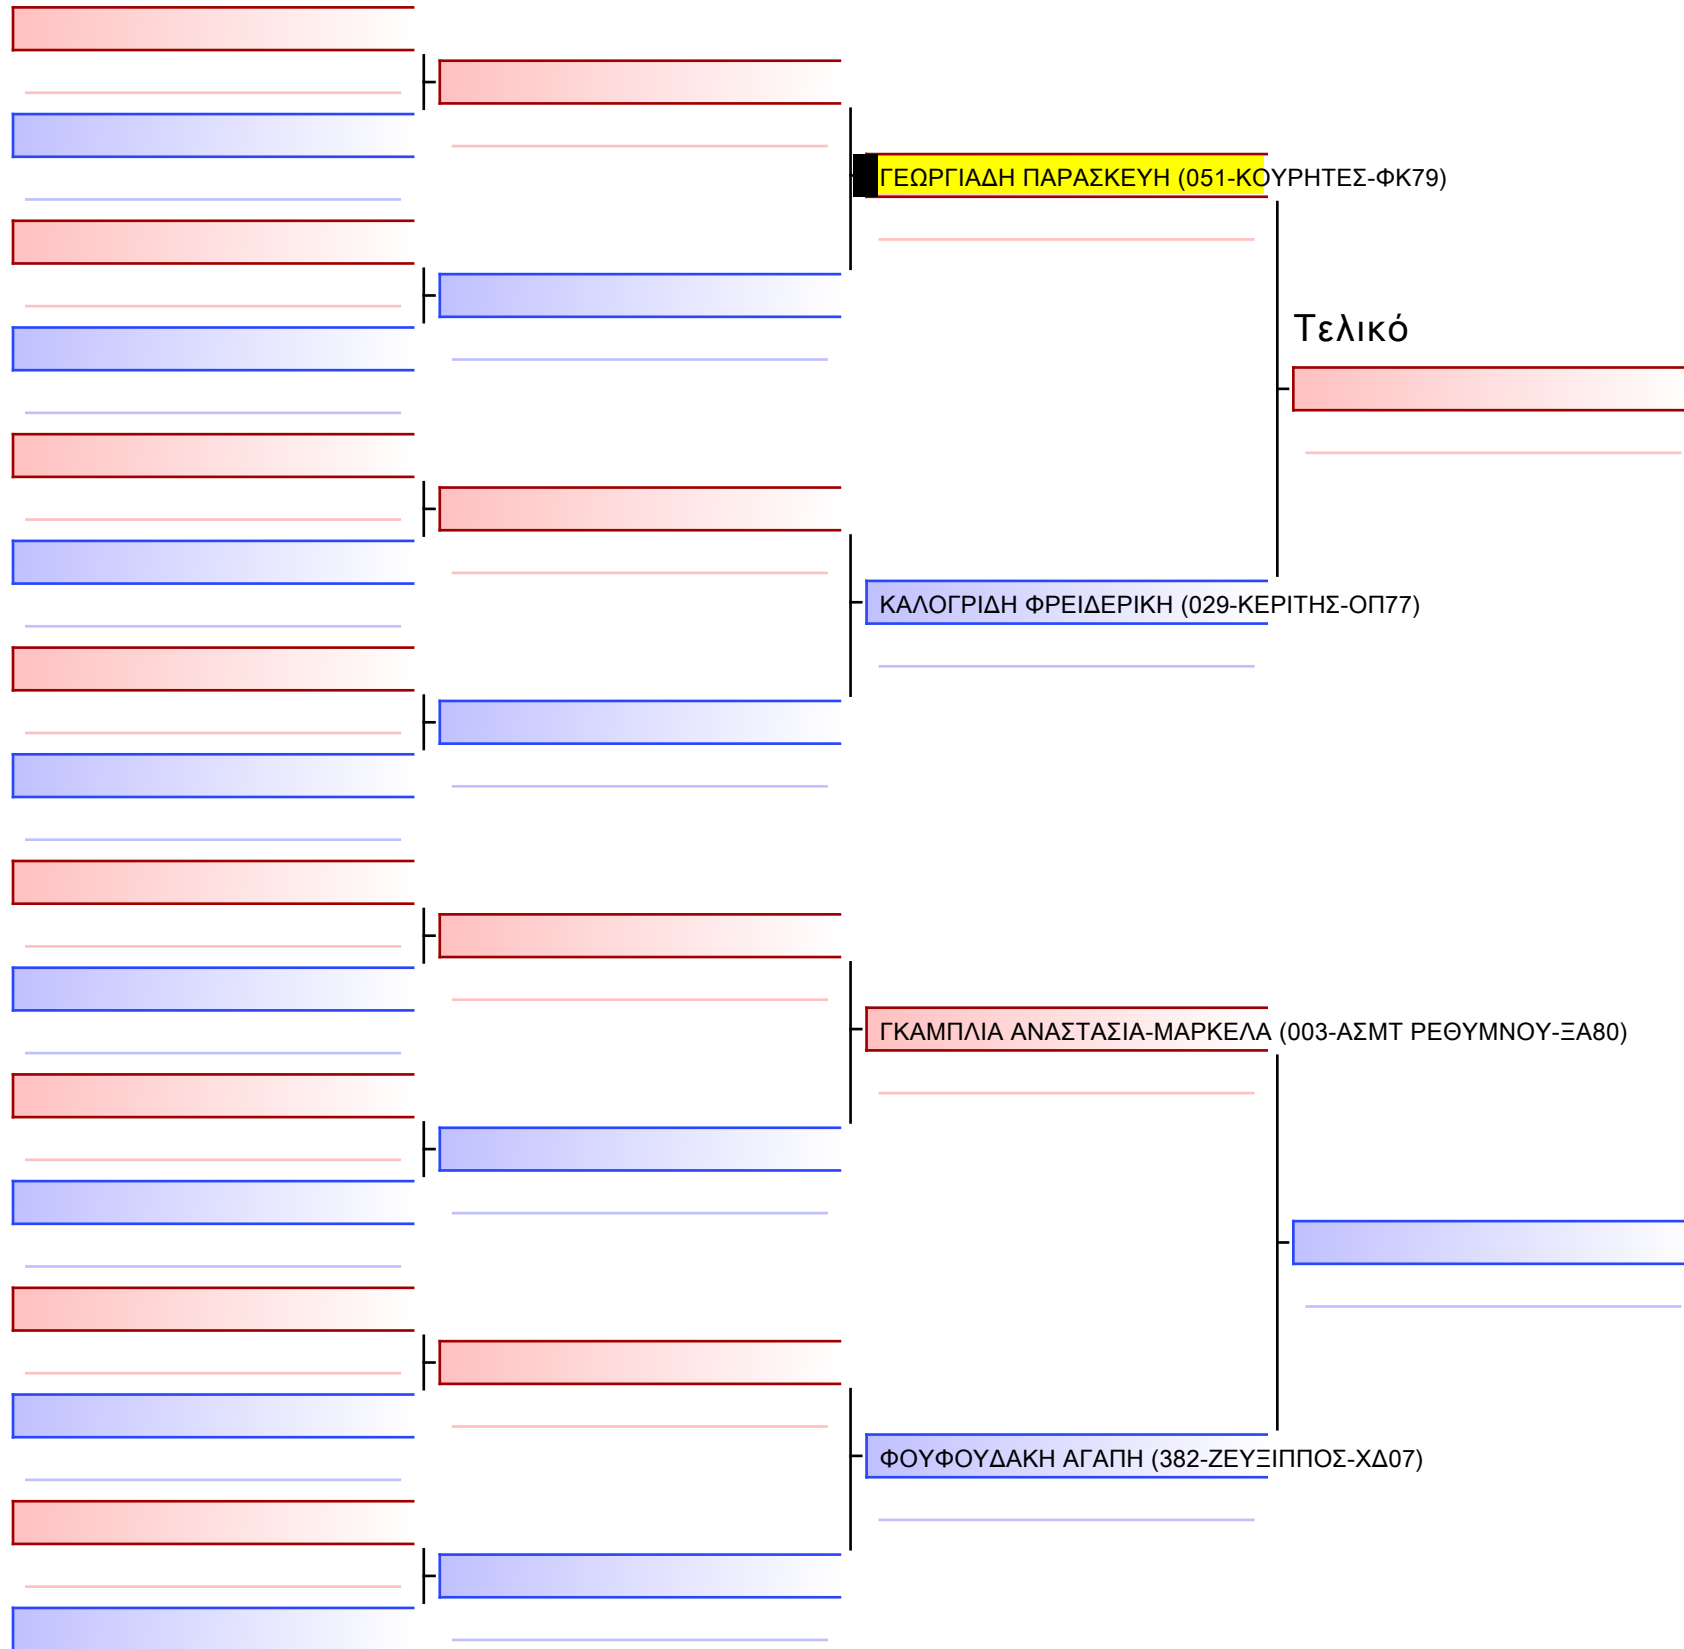 ΓΕΩΡΓΙΑΔΗ ΠΑΡΑΣΚΕΥΗ (051-ΚΟΥΡΗΤΕΣ-ΦΚ79)
Τελικό
ΚΑΛΟΓΡΙΔΗ ΦΡΕΙΔΕΡΙΚΗ (029-ΚΕΡΙΤΗΣ-ΟΠ77)
ΓΚΑΜΠΛΙΑ ΑΝΑΣΤΑΣΙΑ-ΜΑΡΚΕΛΑ (003-ΑΣΜΤ ΡΕΘΥΜΝΟΥ-ΞΑ80)
ΦΟΥΦΟΥΔΑΚΗ ΑΓΑΠΗ (382-ΖΕΥΞΙΠΠΟΣ-ΧΔ07)